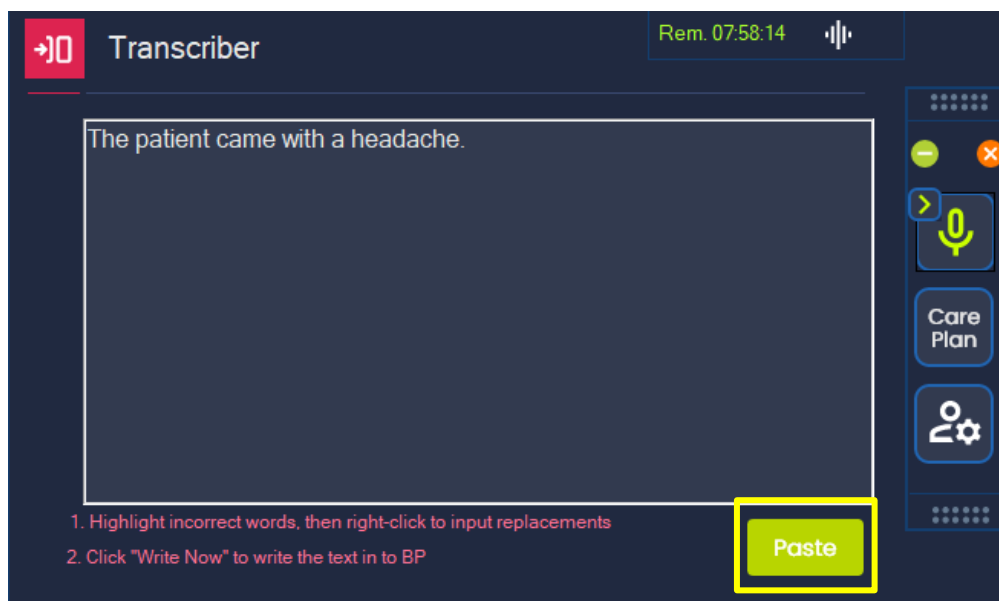 Transcriber
Rem. 07:58:14
The patient came with a headache.
Care
Plan
1. Highlight incorrect words, then right-click to input replacements
2. Click "Write Now" to write the text in to BP
Paste